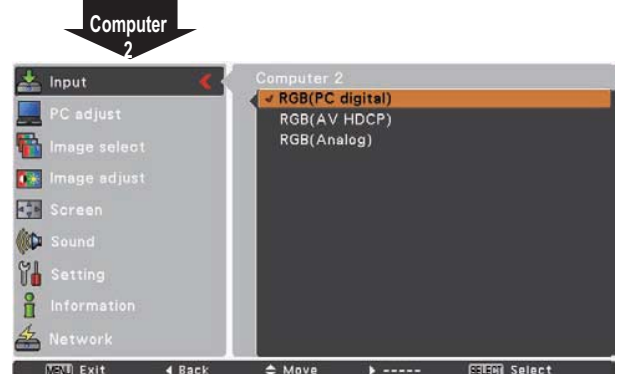 Computer
2
Input
PC adjust
Image select
Image adjust
Screen
Sound
Setting
Information
Network
Computer 2
✓ RGB(PC digital)
RGB(AV HDCP)
RGB(Analog)
MENU Exit ◀ Back ◆ Move ▶ ----- SELECT Select